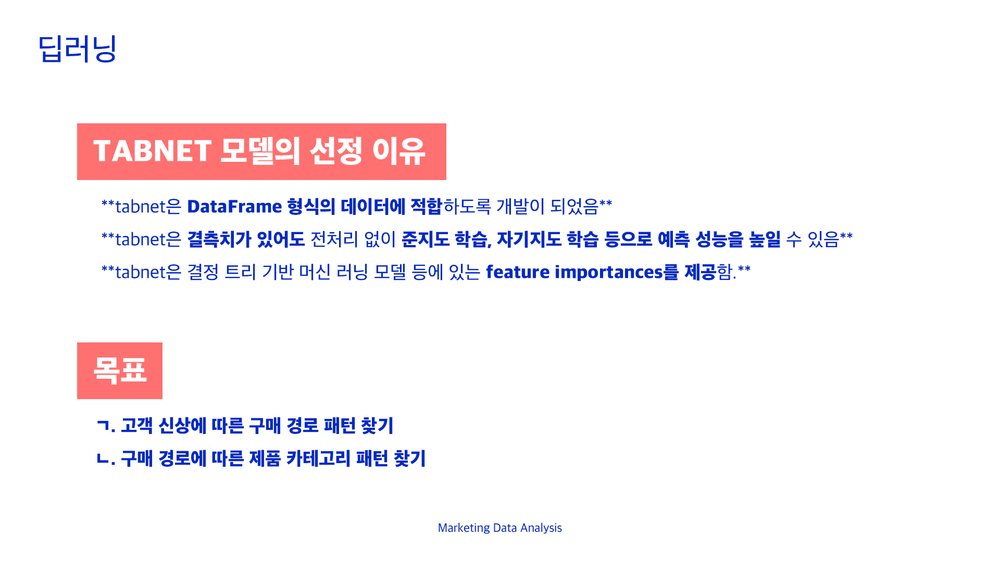 딥러닝
TABNET 모델의 선정 이유
**tabnet은 DataFrame 형식의 데이터에 적합하도록 개발이 되었음**
**tabnet은 결측치가 있어도 전처리 없이 준지도 학습, 자기지도 학습 등으로 예측 성능을 높일 수 있음**
**tabnet은 결정 트리 기반 머신 러닝 모델 등에 있는 feature importances를 제공함.**
목표
ㄱ. 고객 신상에 따른 구매 경로 패턴 찾기
ㄴ. 구매 경로에 따른 제품 카테고리 패턴 찾기
Marketing Data Analysis